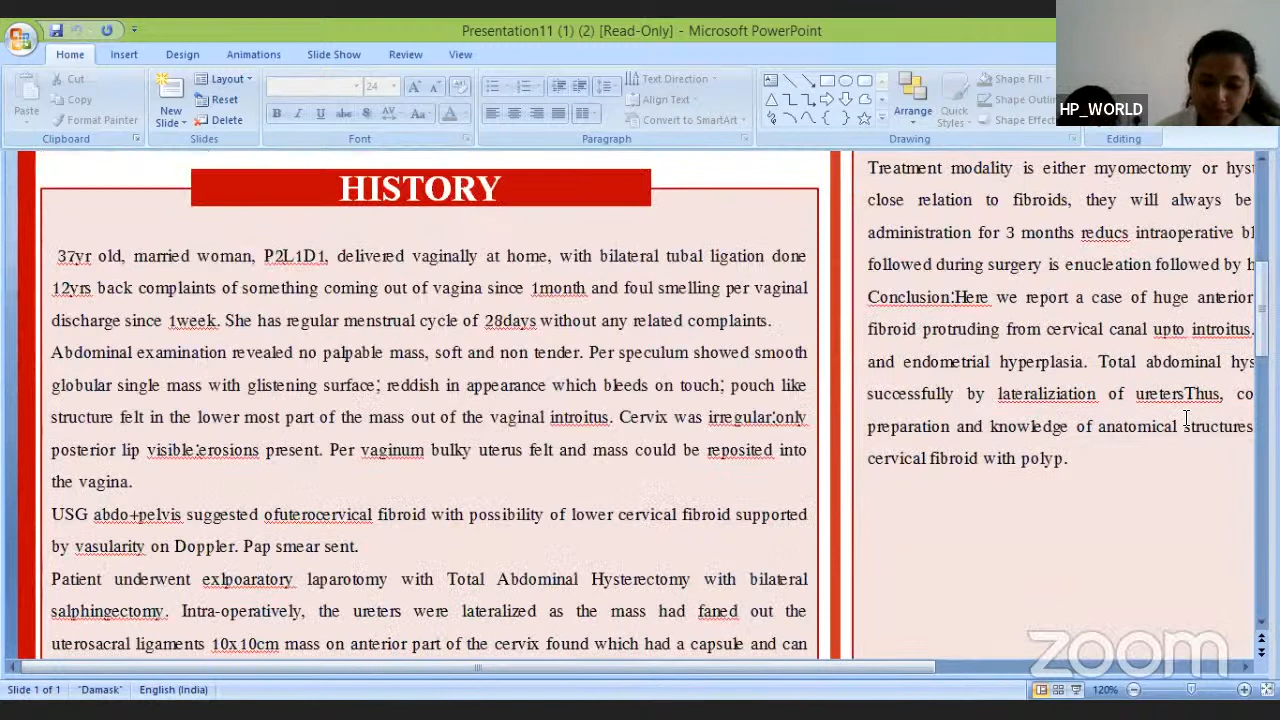 Presentation11 (1) (2) [Read-Only] - Microsoft PowerPoint
Home Insert Design Animations Slide Show Review View
Cut
Copy
Format Painter
Paste
Clipboard
New
Slide
Layout
Reset
Delete
Slides
24
Font
Paragraph
Text Direction
Align Text
Convert to SmartArt
Arrange
Quick
Styles
Shape Fill
Shape Outlin
Shape Effect
Drawing
Editing
HP_WORLD
HISTORY
37yr old, married woman, P2L1D1, delivered vaginally at home, with bilateral tubal ligation done
12yrs back complaints of something coming out of vagina since 1month and foul smelling per vaginal
discharge since 1week. She has regular menstrual cycle of 28days without any related complaints.
Abdominal examination revealed no palpable mass, soft and non tender. Per speculum showed smooth
globular single mass with glistening surface; reddish in appearance which bleeds on touch; pouch like
structure felt in the lower most part of the mass out of the vaginal introitus. Cervix was irregular;only
posterior lip visible;erosions present. Per vaginum bulky uterus felt and mass could be reposited into
the vagina.
USG abdo+pelvis suggested ofuterocervical fibroid with possibility of lower cervical fibroid supported
by vasularity on Doppler. Pap smear sent.
Patient underwent exlpoaratory laparotomy with Total Abdominal Hysterectomy with bilateral
salphingectomy. Intra-operatively, the ureters were lateralized as the mass had faned out the
uterosacral ligaments 10x10cm mass on anterior part of the cervix found which had a capsule and can
Treatment modality is either myomectomy or hyst
close relation to fibroids, they will always be
administration for 3 months reducs intraoperative bl
followed during surgery is enucleation followed by h
Conclusion:Here we report a case of huge anterior
fibroid protruding from cervical canal upto introitus.
and endometrial hyperplasia. Total abdominal hys
successfully by lateraliziation of uretersThus, co
preparation and knowledge of anatomical structures
cervical fibroid with polyp.
zoom
Slide 1 of 1 "Damask" English (India) 120%